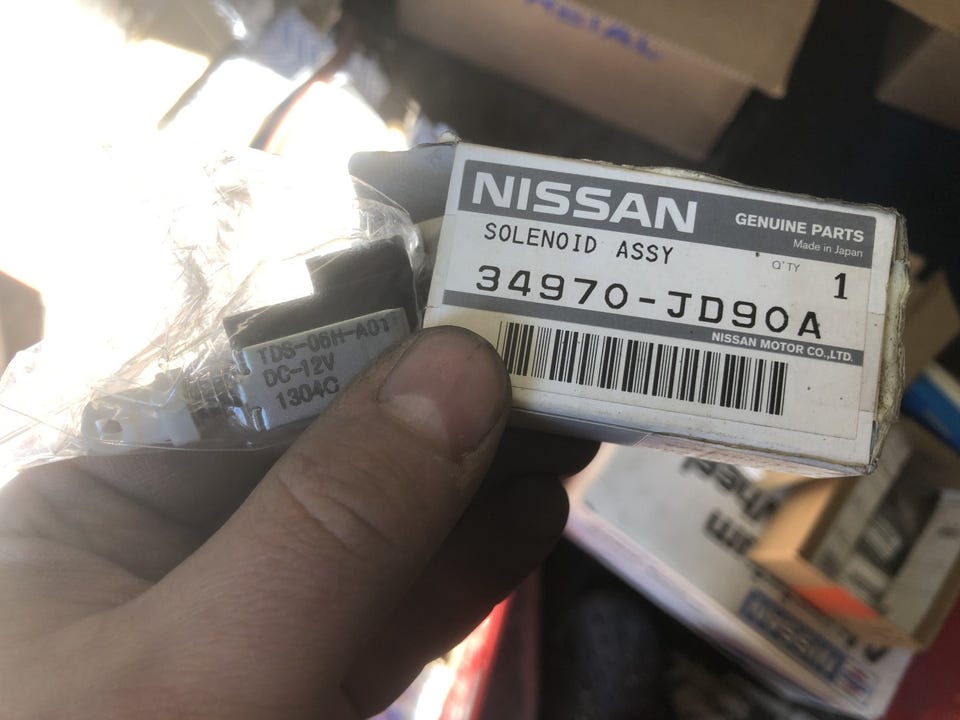 NISSAN
GENUINE PARTS
Made in Japan
SOLENOID ASSY
Q'TY
1
34970-JD90A
NISSAN MOTOR CO.,LTD.
TDS-06H-A01
DC-12V
1304C
NISSAN